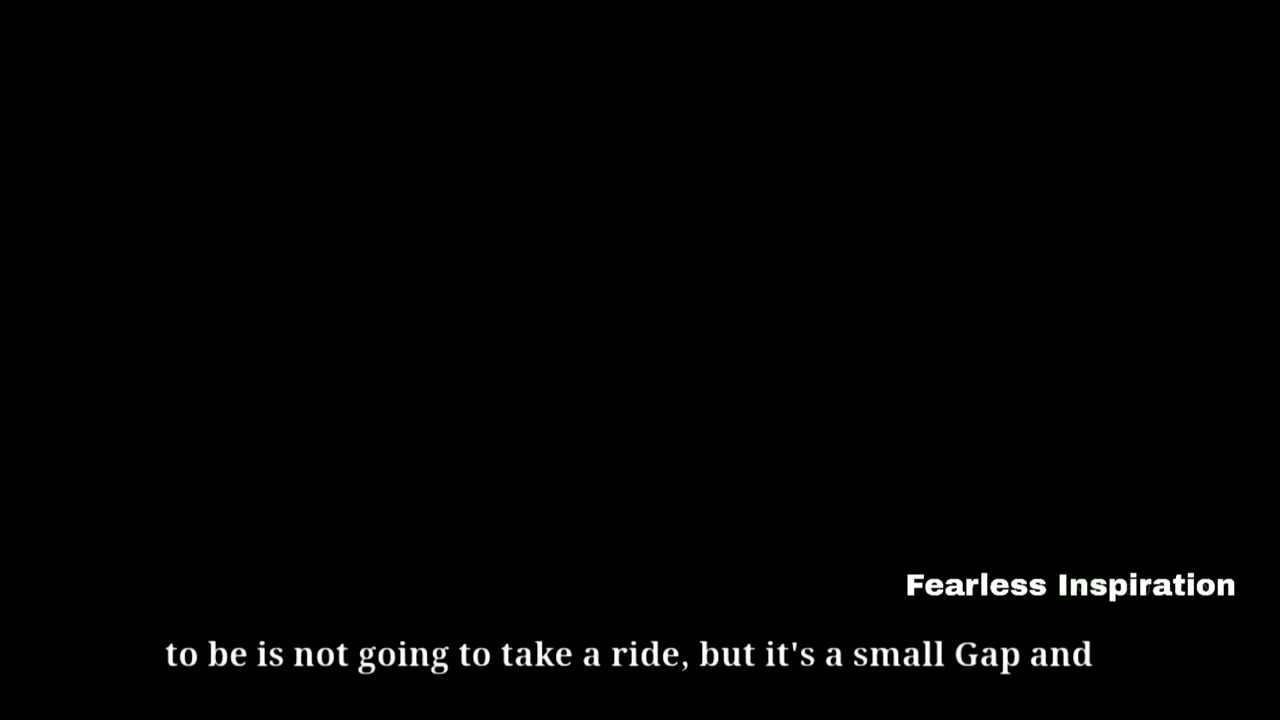 Fearless Inspiration
to be is not going to take a ride, but it's a small Gap and